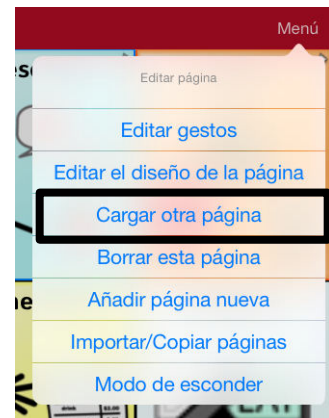 Menú
Editar página
Editar gestos
Editar el diseño de la página
Cargar otra página
Borrar esta página
Añadir página nueva
Importar/Copiar páginas
Modo de esconder